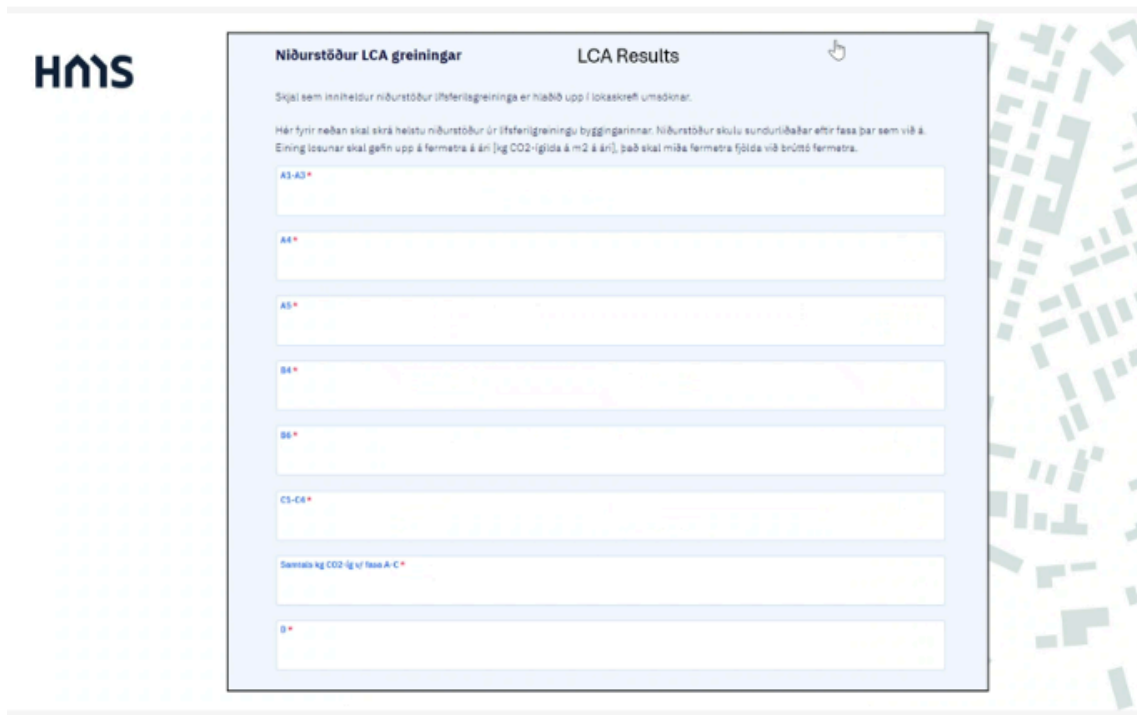 HMS
Niðurstöður LCA greiningar
LCA Results
Skjal sem inniheldur niðurstöður lífsferilsgreininga er hlaðið upp í lokaskrefi umsóknar.
Hér fyrir neðan skal skrá helstu niðurstöður úr lífsferilgreiningu byggingarinnar. Niðurstöður skulu sundurliðaðar eftir fasa þar sem við á.
Eining losunar skal gefin upp á fermetra á ári [kg CO2-ígilda á m2 á ári], það skal miða fermetra fjölda við brúttó fermetra.
A1-A3 *
A4 *
A5 *
B4 *
B6 *
C1-C4 *
Samtals kg CO2-íg v/ fasa A-C *
D *